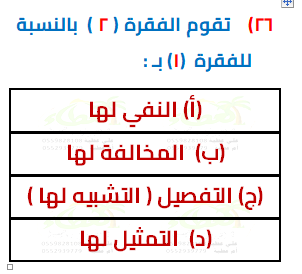 ٢٦) تقوم الفقرة ( ٢ ) بالنسبة
للفقرة (١) بـ :
(أ) النفي لها
(ب) المخالفة لها
(ج) التفصيل ( التشبيه لها )
(د) التمثيل لها